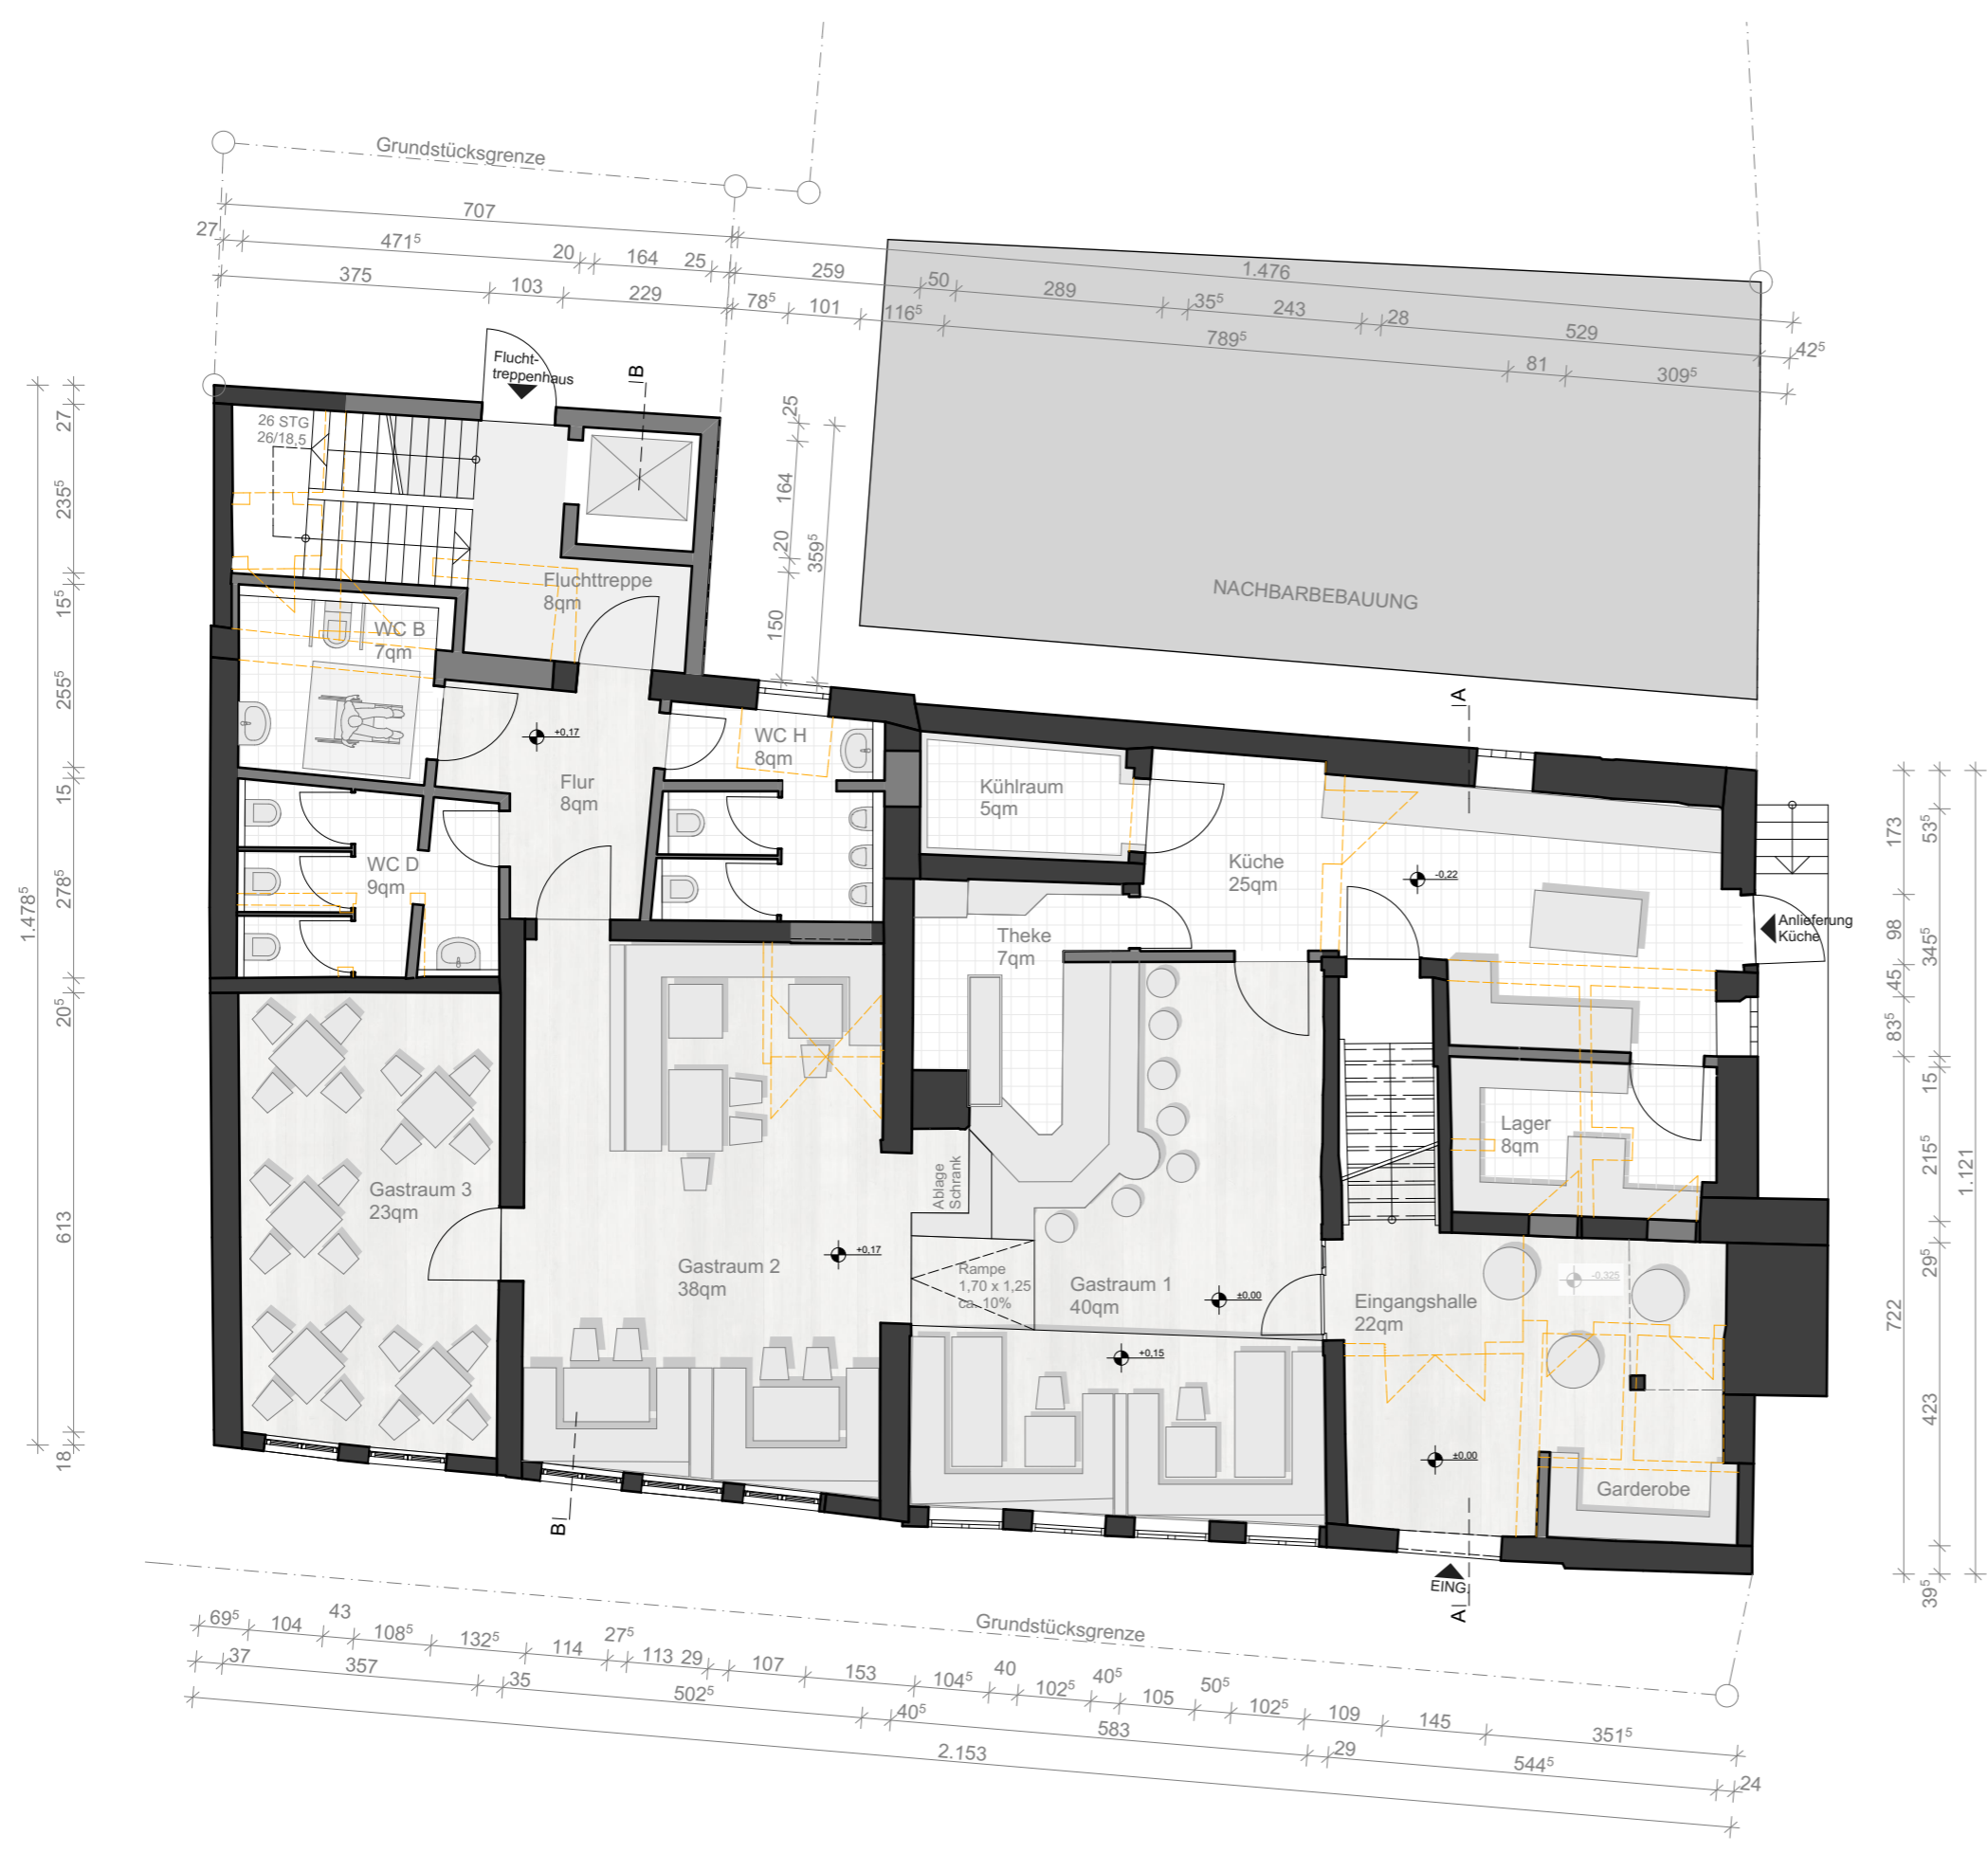 Grundstücksgrenze
707
27
471⁵
20
164
25
259
1.476
375
103
229
78⁵
101
116⁵
50
289
35⁵
243
28
529
42⁵
789⁵
81
309⁵
Flucht-
treppenhaus
B
26 STG
26/18,5
25
164
20
359⁵
150
Fluchttreppe
8qm
NACHBARBEBAUUNG
WC B
7qm
+0,17
Flur
8qm
WC H
8qm
Kühlraum
5qm
A
Küche
25qm
-0,22
Anlieferung
Küche
WC D
9qm
Theke
7qm
Lager
8qm
Ablage
Schrank
Gastraum 3
23qm
Gastraum 2
38qm
+0,17
Rampe
1,70 x 1,25
ca. 10%
Gastraum 1
40qm
±0,00
Eingangshalle
22qm
-0,325
+0,15
±0,00
Garderobe
B
EING.
A
27
235⁵
15⁵
255⁵
15
278⁵
20⁵
613
18
1.478⁵
173
98
45
83⁵
722
53⁵
345⁵
15
215⁵
29⁵
423
39⁵
1.121
Grundstücksgrenze
69⁵
104
43
108⁵
132⁵
114
27⁵
113
29
107
153
104⁵
40
102⁵
40⁵
105
50⁵
102⁵
109
145
351⁵
37
357
35
502⁵
40⁵
583
29
544⁵
24
2.153